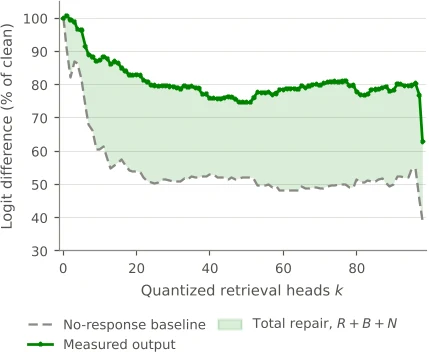 100
90
80
70
60
50
40
30
Logit difference (% of clean)
0 20 40 60 80
Quantized retrieval heads k
No-response baseline
Total repair, R + B + N
Measured output